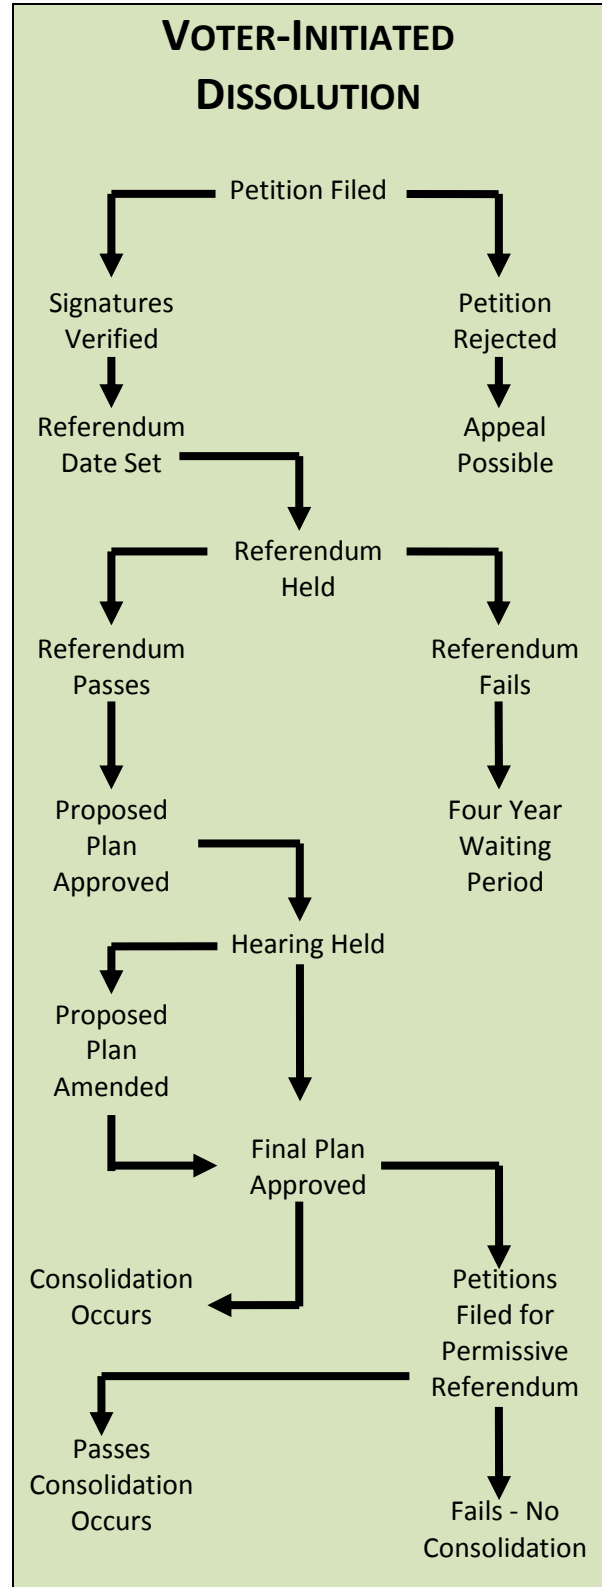 VOTER-INITIATED
DISSOLUTION
Petition Filed
Signatures
Verified
Petition
Rejected
Referendum
Date Set
Appeal
Possible
Referendum
Held
Referendum
Passes
Referendum
Fails
Proposed
Plan
Approved
Four Year
Waiting
Period
Hearing Held
Proposed
Plan
Amended
Final Plan
Approved
Consolidation
Occurs
Petitions
Filed for
Permissive
Referendum
Passes
Consolidation
Occurs
Fails - No
Consolidation